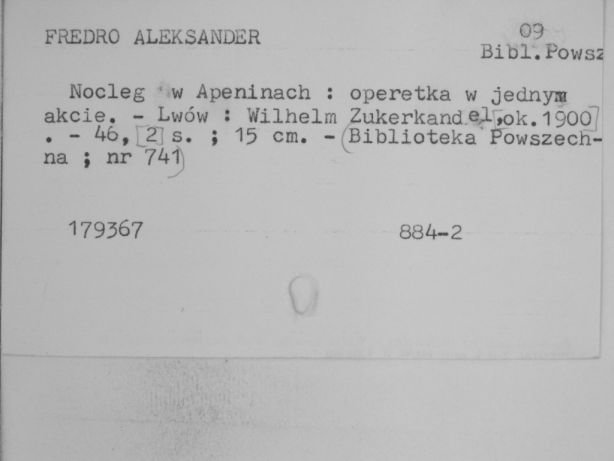 FREDRO ALEKSANDER
09
Bibl.Powsz
Nocleg w Apeninach : operetka w jednym
akcie. - Lwów : Wilhelm Zukerkandel, [ok.1900]
. - 46, [2] s. ; 15 cm. - (Biblioteka Powszech-
na ; nr 741)
179367 884-2